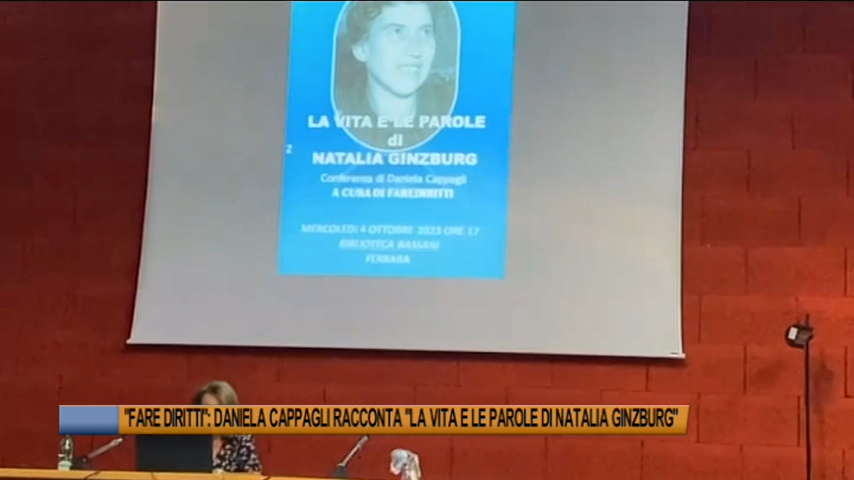 LA VITA E LE PAROLE
di
NATALIA GINZBURG
Conferenza di Daniela Cappagli
A CURA DI FAREDIRITTI
MERCOLEDI 4 OTTOBRE 2023 ORE 17
BIBLIOTECA BASSANI
FERRARA
"FARE DIRITTI": DANIELA CAPPAGLI RACCONTA "LA VITA E LE PAROLE DI NATALIA GINZBURG"